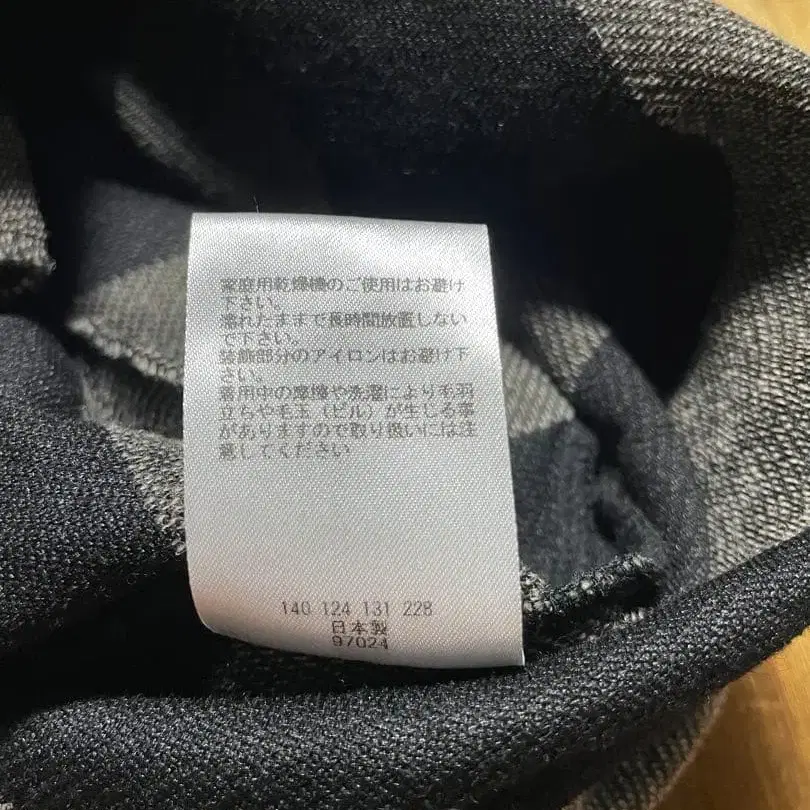 家庭用乾燥機のご使用はお避け
下さい。
濡れたままで長時間放置しない
で下さい。
装飾部分のアイロンはお避け下
さい。
着用中の摩擦や洗濯により毛羽
立ちや毛玉（ピル）が生じる事
がありますので取り扱いには注
意してください
140 124 131 228
日本製
97024